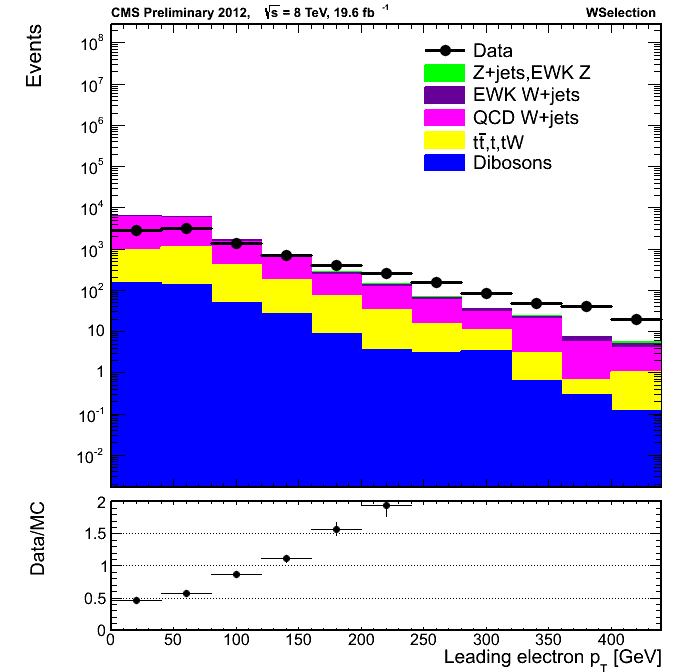 CMS Preliminary 2012, √s = 8 TeV, 19.6 fb⁻¹ WSelection
Events
10⁸
10⁷
10⁶
10⁵
10⁴
10³
10²
10
1
10⁻¹
10⁻²
Data
Z+jets,EWK Z
EWK W+jets
QCD W+jets
tt̅,t,tW
Dibosons
Data/MC
2
1.5
1
0.5
0
0 50 100 150 200 250 300 350 400
Leading electron p_T [GeV]